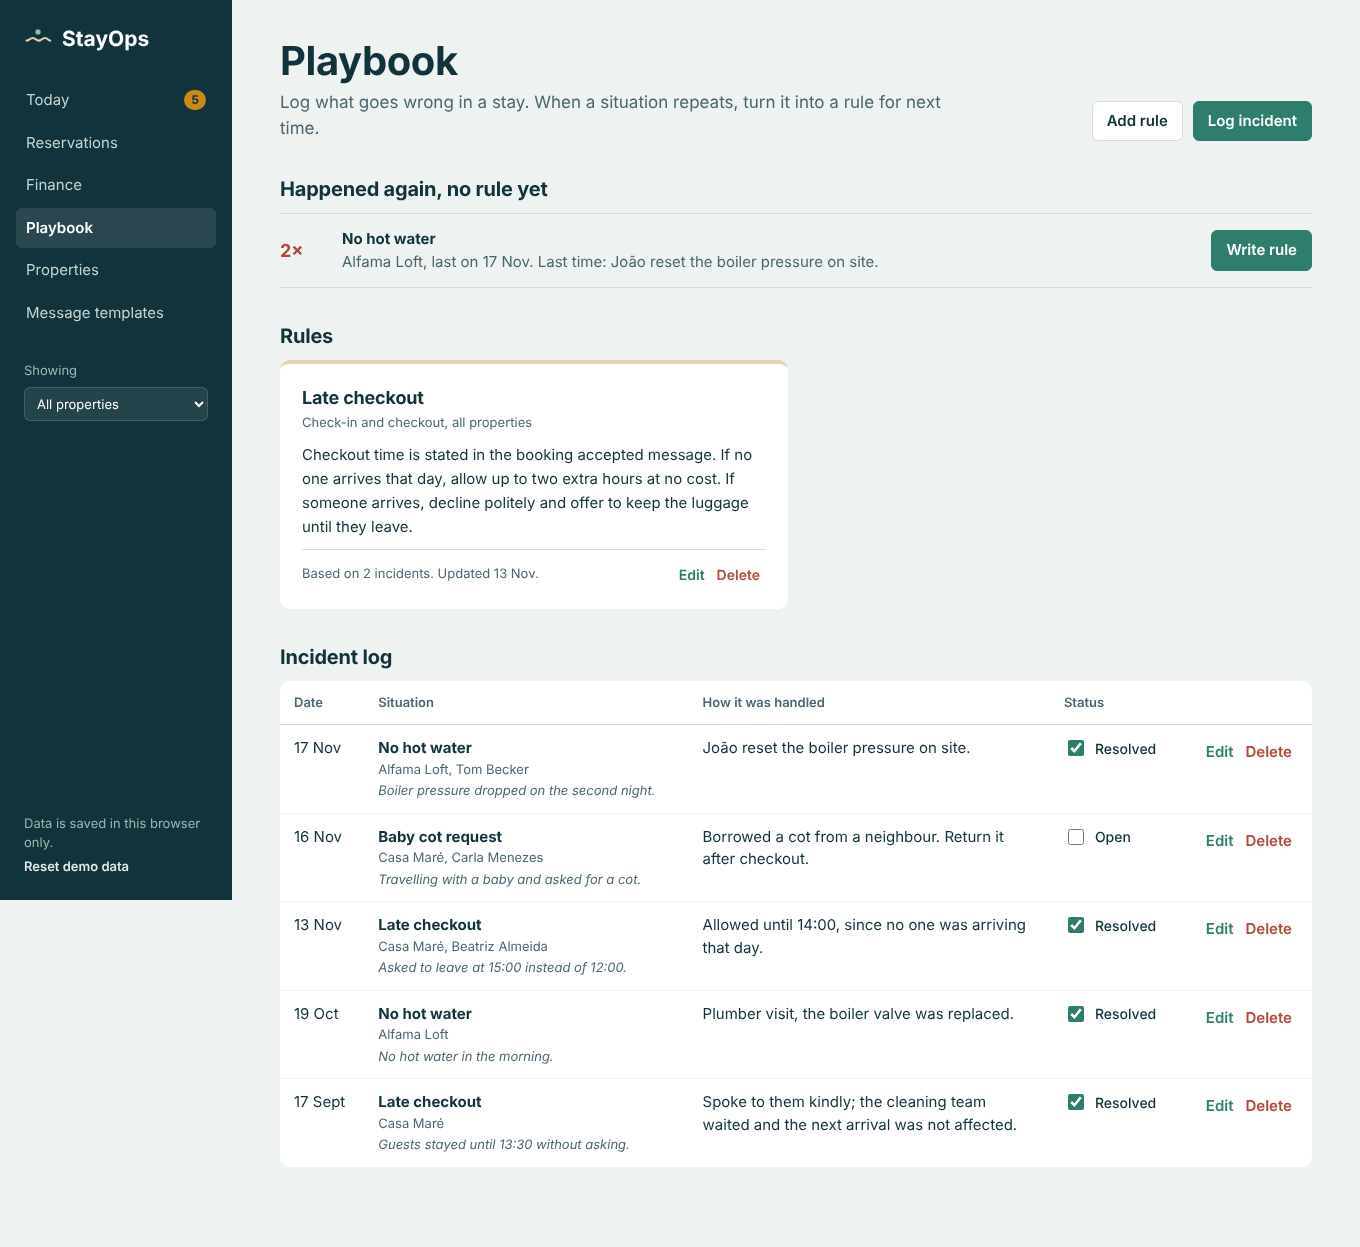 StayOps
Today 5
Reservations
Finance
Playbook
Properties
Message templates
Showing
All properties
Data is saved in this browser
only.
Reset demo data
Playbook
Log what goes wrong in a stay. When a situation repeats, turn it into a rule for next
time.
Add rule Log incident
Happened again, no rule yet
2×
No hot water
Alfama Loft, last on 17 Nov. Last time: João reset the boiler pressure on site.
Write rule
Rules
Late checkout
Check-in and checkout, all properties
Checkout time is stated in the booking accepted message. If no
one arrives that day, allow up to two extra hours at no cost. If
someone arrives, decline politely and offer to keep the luggage
until they leave.
Based on 2 incidents. Updated 13 Nov. Edit Delete
Incident log
Date Situation How it was handled Status
17 Nov No hot water João reset the boiler pressure on site. Resolved Edit Delete
Alfama Loft, Tom Becker
Boiler pressure dropped on the second night.
16 Nov Baby cot request Borrowed a cot from a neighbour. Return it Open Edit Delete
Casa Maré, Carla Menezes after checkout.
Travelling with a baby and asked for a cot.
13 Nov Late checkout Allowed until 14:00, since no one was arriving Resolved Edit Delete
Casa Maré, Beatriz Almeida that day.
Asked to leave at 15:00 instead of 12:00.
19 Oct No hot water Plumber visit, the boiler valve was replaced. Resolved Edit Delete
Alfama Loft
No hot water in the morning.
17 Sept Late checkout Spoke to them kindly; the cleaning team Resolved Edit Delete
Casa Maré waited and the next arrival was not affected.
Guests stayed until 13:30 without asking.